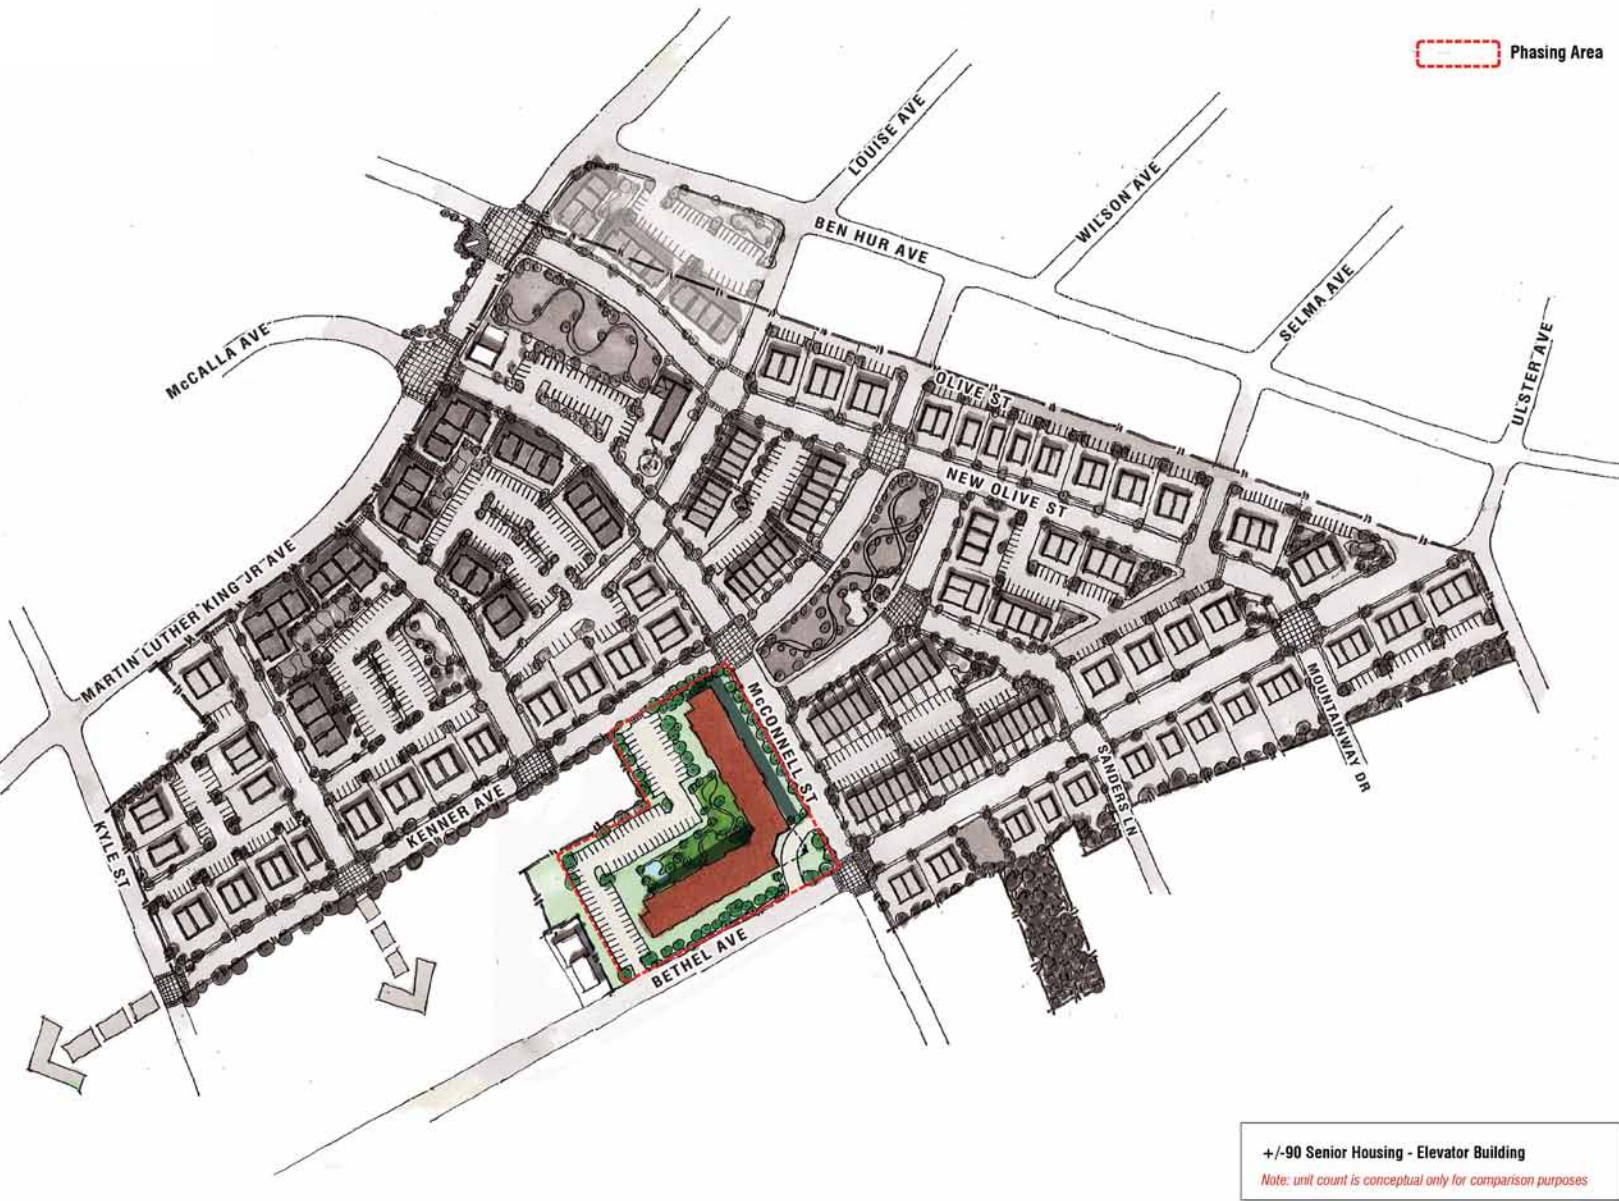 Phasing Area
LOUISE AVE
WILSON AVE
BEN HUR AVE
SELMA AVE
ULSTER AVE
McCALLA AVE
OLIVE ST
NEW OLIVE ST
MARTIN LUTHER KING JR AVE
McCONNELL ST
MOUNTAINWAY DR
SANDERS LN
KENNER AVE
KYLE ST
BETHEL AVE
+/-90 Senior Housing - Elevator Building
Note: unit count is conceptual only for comparison purposes